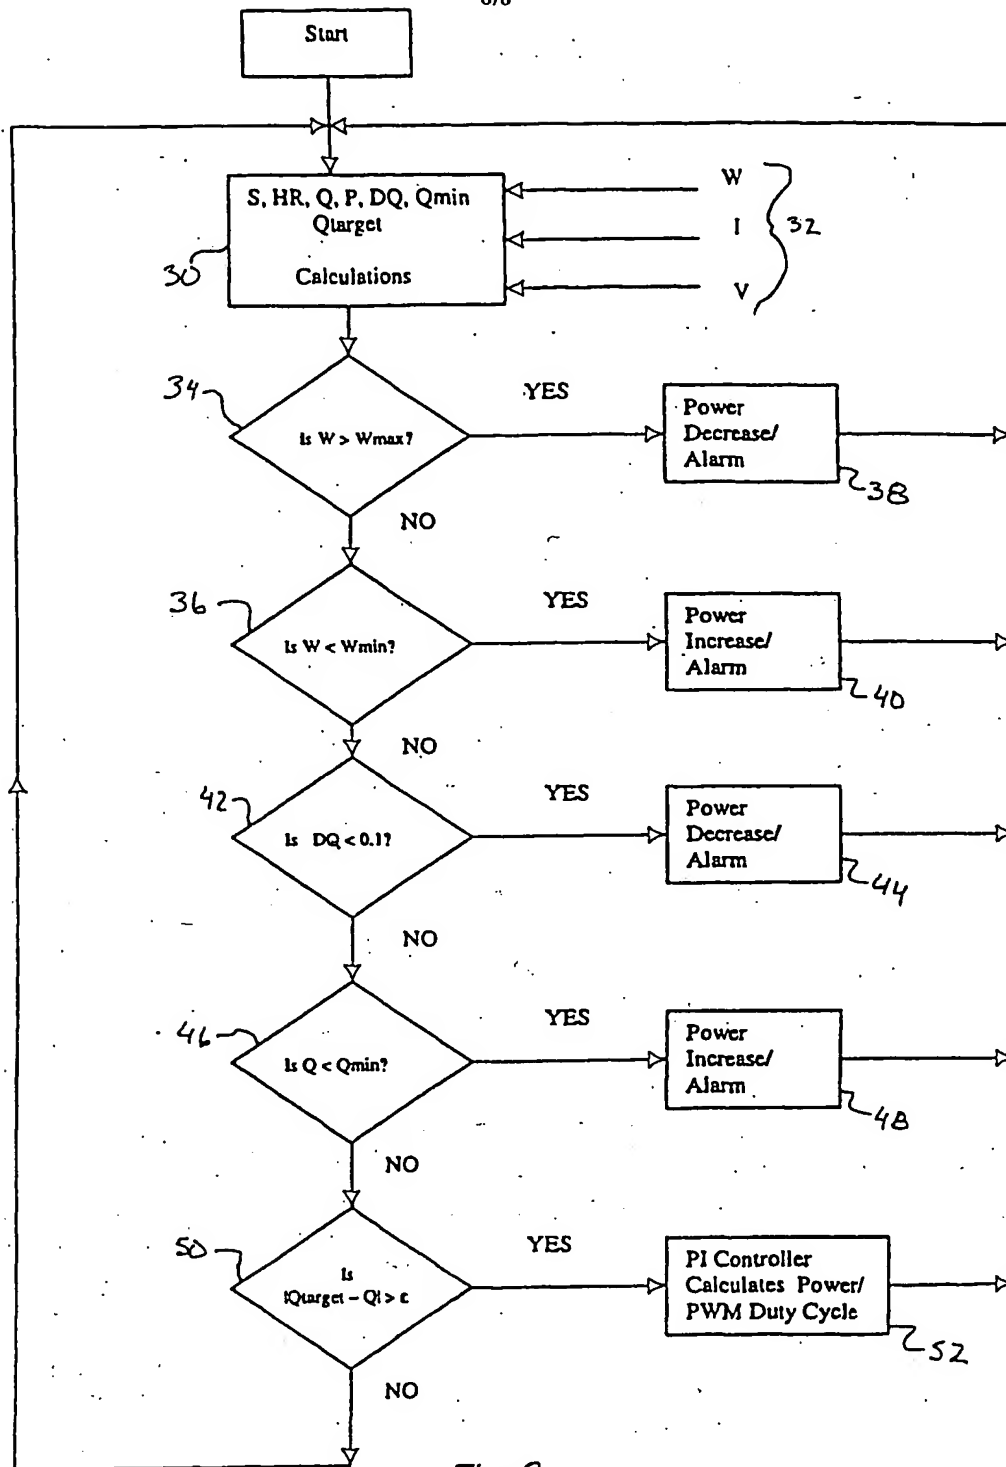 Start
S, HR, Q, P, DQ, Qmin
Qtarget
Calculations
30
W
I
V
32
34
Is W > Wmax?
YES
Power
Decrease/
Alarm
38
NO
36
Is W < Wmin?
YES
Power
Increase/
Alarm
40
NO
42
Is DQ < 0.1?
YES
Power
Decrease/
Alarm
44
NO
46
Is Q < Qmin?
YES
Power
Increase/
Alarm
48
NO
50
Is
|Qtarget – Q| > ε
YES
PI Controller
Calculates Power/
PWM Duty Cycle
52
NO